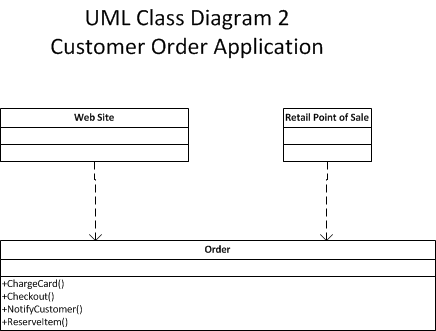 UML Class Diagram 2
Customer Order Application
Web Site
Retail Point of Sale
Order
+ChargeCard()
+Checkout()
+NotifyCustomer()
+ReserveItem()